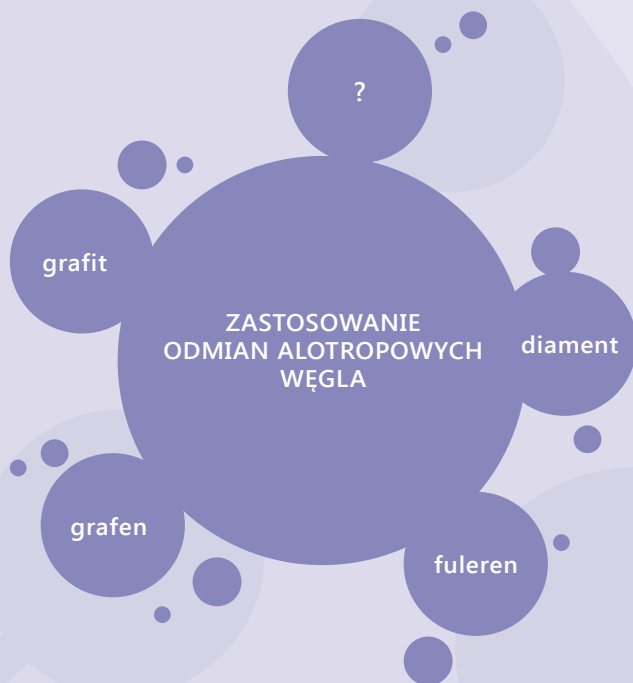 ?
grafit
ZASTOSOWANIE
ODMIAN ALOTROPOWYCH
WĘGLA
diament
grafen
fuleren